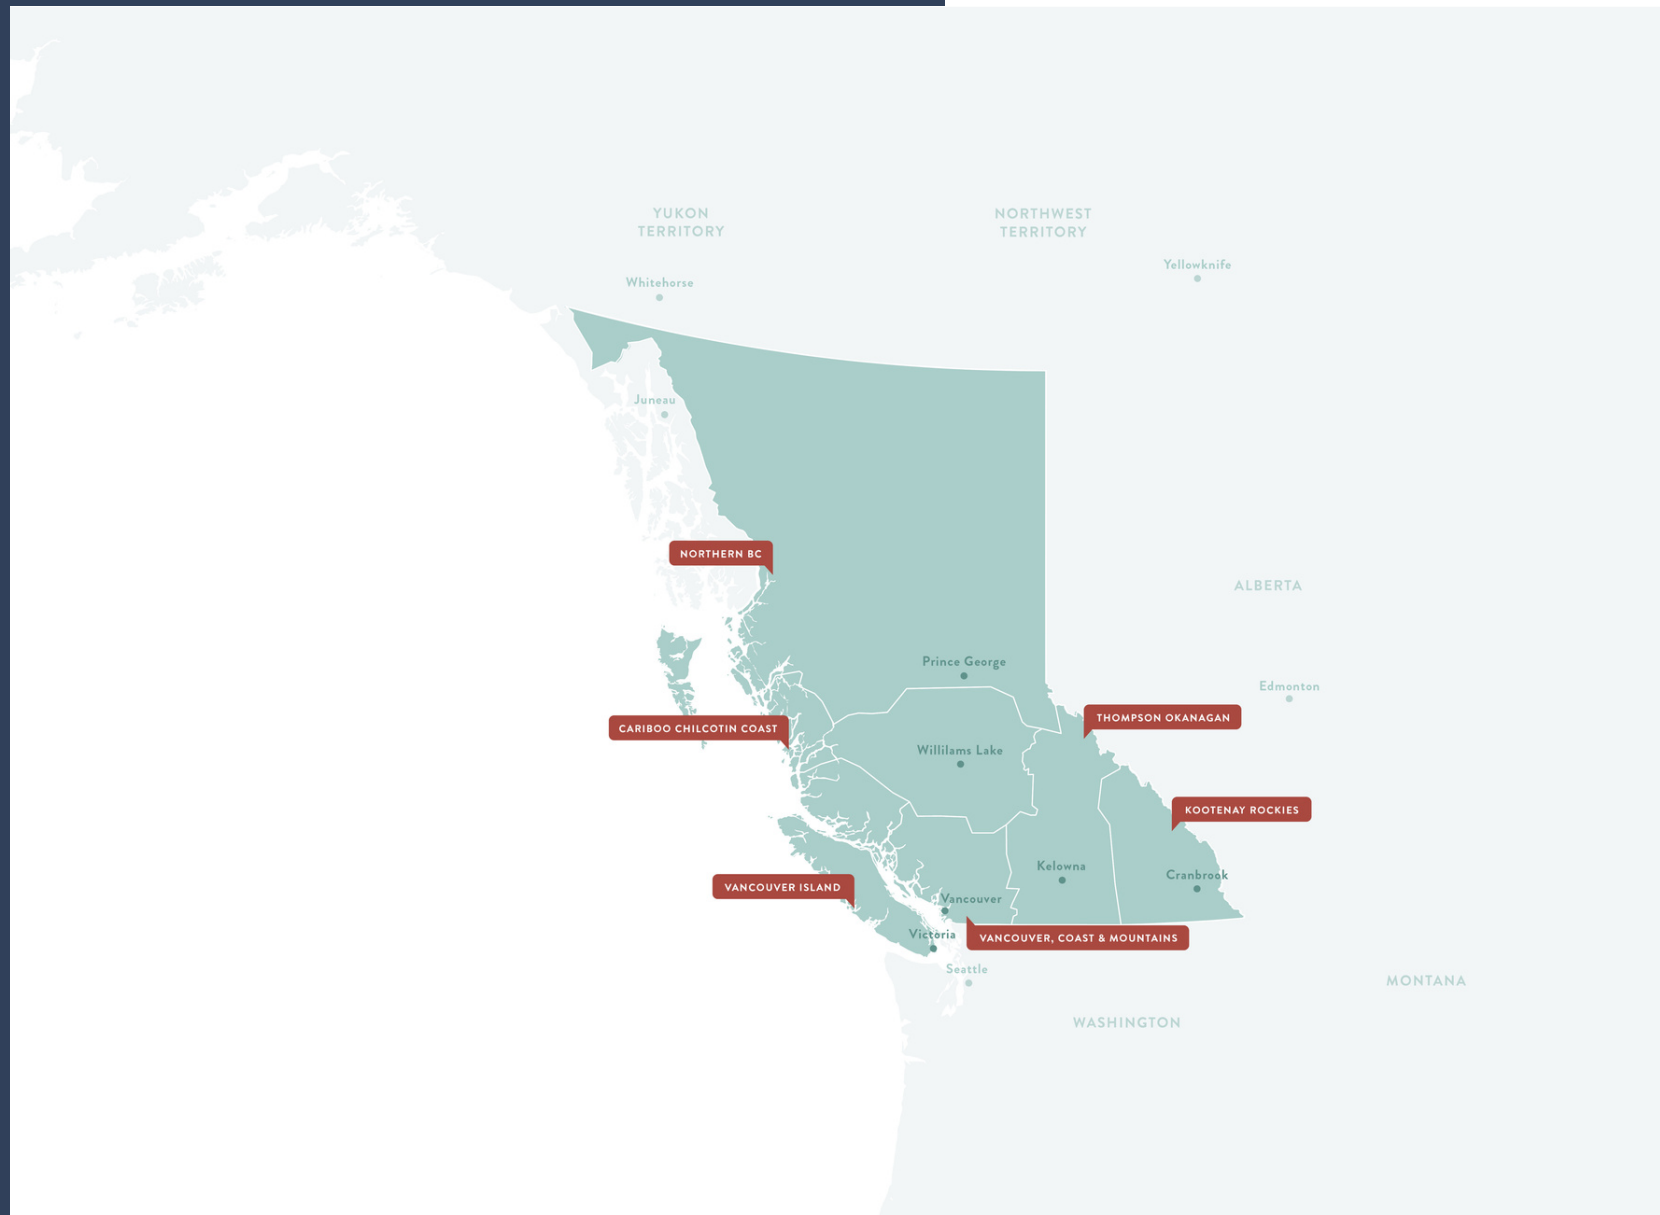 YUKON
TERRITORY
NORTHWEST
TERRITORY
Yellowknife
Whitehorse
Juneau
NORTHERN BC
ALBERTA
Prince George
Edmonton
THOMPSON OKANAGAN
CARIBOO CHILCOTIN COAST
Willilams Lake
KOOTENAY ROCKIES
Kelowna
Cranbrook
VANCOUVER ISLAND
Vancouver
Victoria
VANCOUVER, COAST & MOUNTAINS
Seattle
MONTANA
WASHINGTON